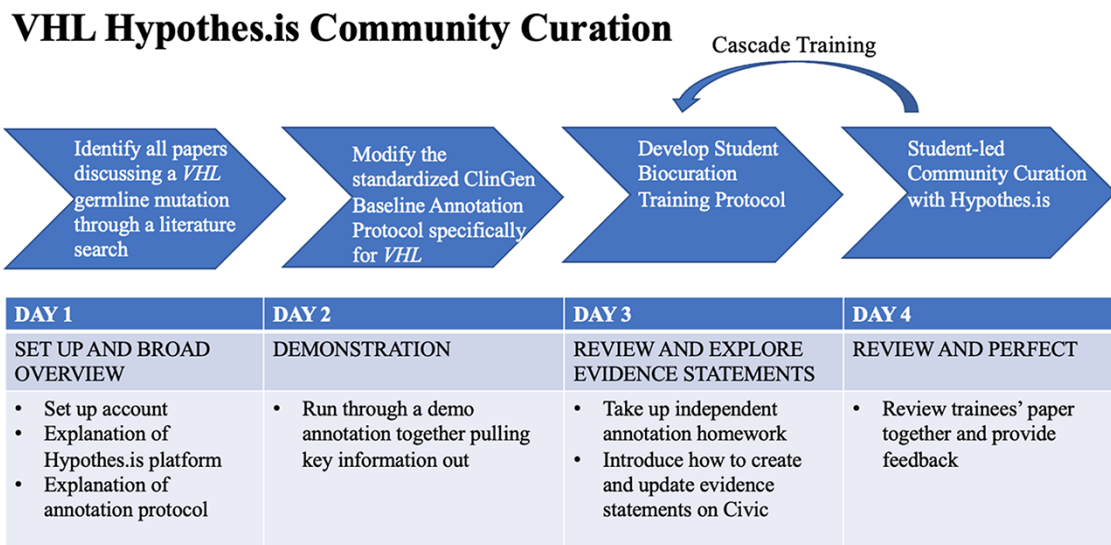 VHL Hypothes.is Community Curation
Cascade Training
Identify all papers
discussing a VHL
germline mutation
through a literature
search
Modify the
standardized ClinGen
Baseline Annotation
Protocol specifically
for VHL
Develop Student
Biocuration
Training Protocol
Student-led
Community Curation
with Hypothes.is
DAY 1
SET UP AND BROAD
OVERVIEW
• Set up account
• Explanation of
Hypothes.is platform
• Explanation of
annotation protocol
DAY 2
DEMONSTRATION
• Run through a demo
annotation together pulling
key information out
DAY 3
REVIEW AND EXPLORE
EVIDENCE STATEMENTS
• Take up independent
annotation homework
• Introduce how to create
and update evidence
statements on Civic
DAY 4
REVIEW AND PERFECT
• Review trainees' paper
together and provide
feedback